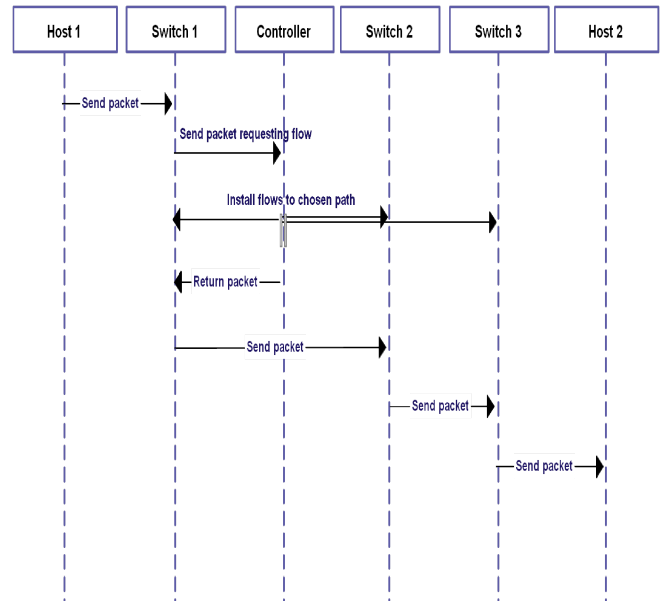 Host 1
Switch 1
Controller
Switch 2
Switch 3
Host 2
Send packet
Send packet requesting flow
Install flows to chosen path
Return packet
Send packet
Send packet
Send packet